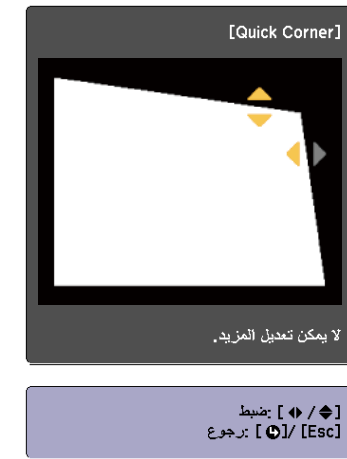 [Quick Corner]
لا يمكن تعديل المزيد.
[ / ] :ضبط
[Esc] /[ ] :رجوع